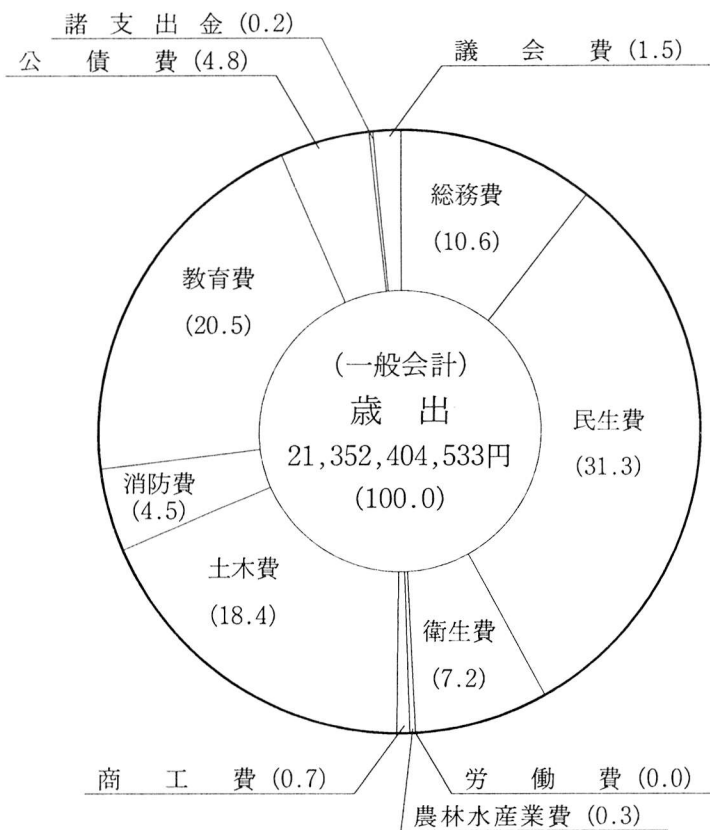 諸支出金 (0.2)
公債費 (4.8)
議会費 (1.5)
総務費
(10.6)
教育費
(20.5)
(一般会計)
歳出
21,352,404,533円
(100.0)
民生費
(31.3)
消防費
(4.5)
土木費
(18.4)
衛生費
(7.2)
商工費 (0.7)
労働費 (0.0)
農林水産業費 (0.3)